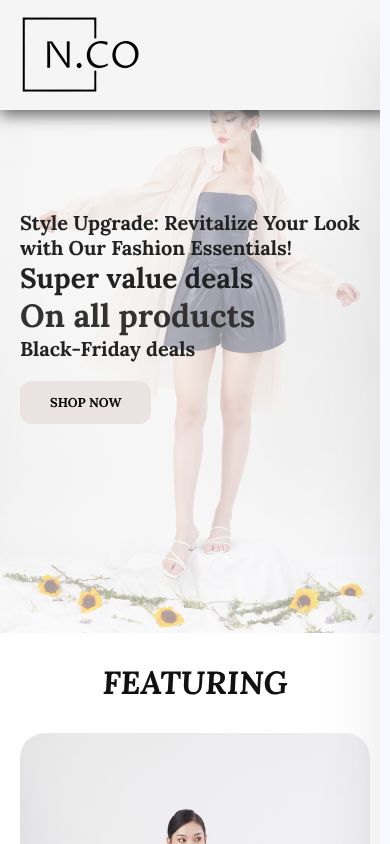 N.CO
Style Upgrade: Revitalize Your Look
with Our Fashion Essentials!
Super value deals
On all products
Black-Friday deals
SHOP NOW
FEATURING